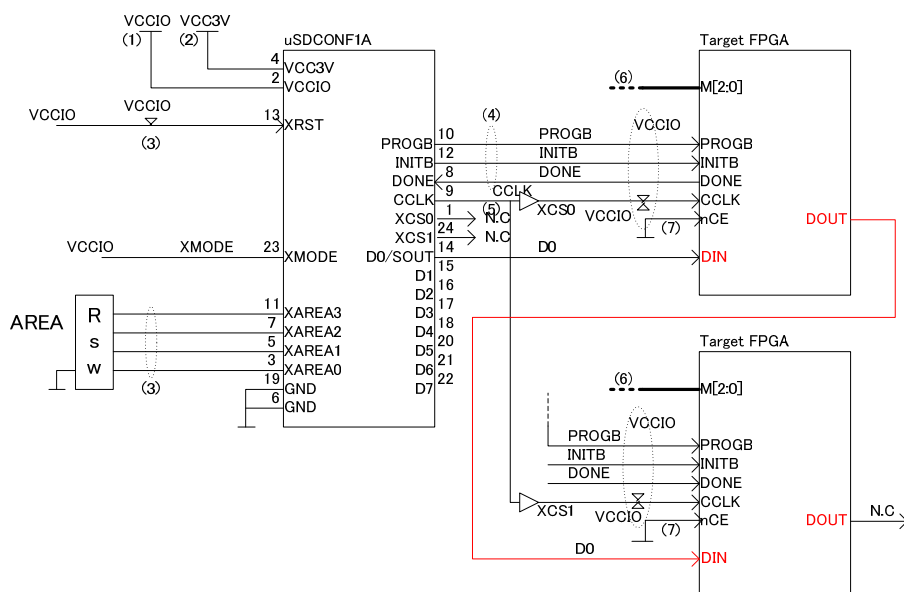 VCCIO VCC3V
(1) (2)
uSDCONF1A
Target FPGA
4 VCC3V
2 VCCIO
(6)
M[2:0]
VCCIO VCCIO
13 XRST
(3)
(4)
VCCIO
PROGB 10 PROGB PROGB
INITB 12 INITB INITB
DONE 8 DONE DONE
CCLK 9 CCLK CCLK
(5) XCS0 VCCIO
XCS0 1 N.C
(7) nCE
DOUT
XCS1 24 N.C
VCCIO XMODE 23 XMODE
D0/SOUT 14 D0 DIN
D1 15
D2 16
D3 17
D4 18
D5 20
D6 21
D7 22
AREA
R
s
w
11 XAREA3
7 XAREA2
5 XAREA1
3 XAREA0
(3)
19 GND
6 GND
Target FPGA
(6)
M[2:0]
VCCIO
PROGB PROGB
INITB INITB
DONE DONE
CCLK
XCS1 VCCIO
(7) nCE
DOUT N.C
D0 DIN